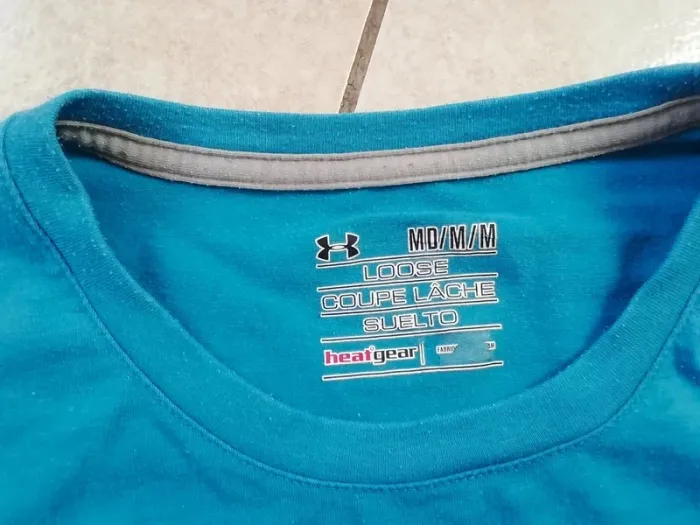 MD/M/M
LOOSE
COUPE LÂCHE
SUELTO
heatgear